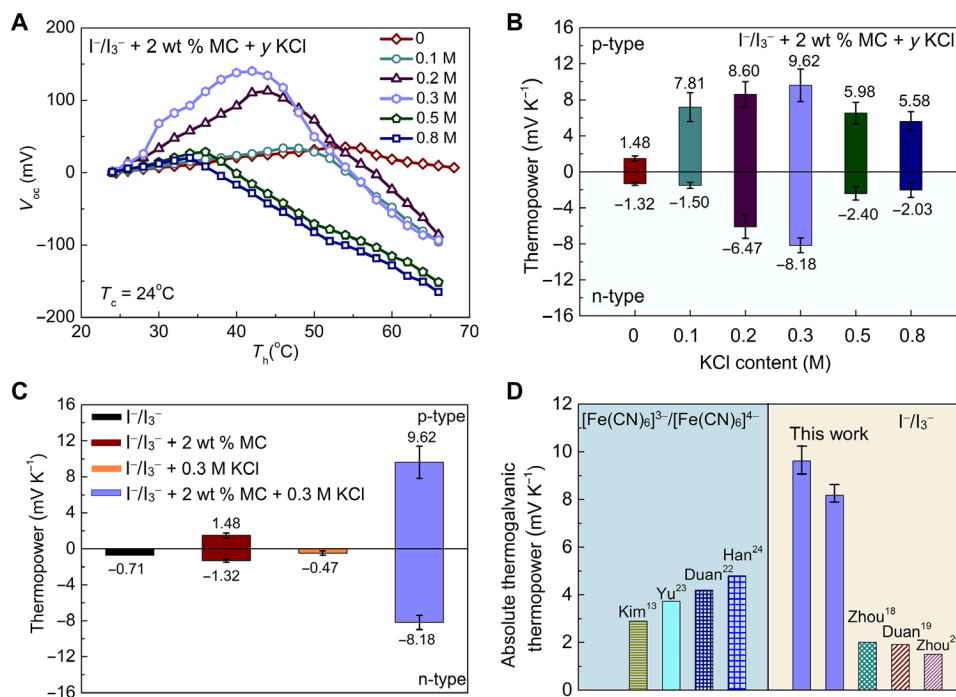 A
I⁻/I₃⁻ + 2 wt % MC + y KCl
0
0.1 M
0.2 M
0.3 M
0.5 M
0.8 M
200
150
100
50
0
−50
−100
−150
−200
V_oc (mV)
T_c = 24°C
20 30 40 50 60 70
T_h(°C)
B
p-type
I⁻/I₃⁻ + 2 wt % MC + y KCl
16
12
8
4
0
−4
−8
−12
−16
Thermopower (mV K⁻¹)
1.48
7.81
8.60
9.62
5.98
5.58
−1.32
−1.50
−6.47
−8.18
−2.40
−2.03
n-type
0 0.1 0.2 0.3 0.5 0.8
KCl content (M)
C
I⁻/I₃⁻
I⁻/I₃⁻ + 2 wt % MC
I⁻/I₃⁻ + 0.3 M KCl
I⁻/I₃⁻ + 2 wt % MC + 0.3 M KCl
p-type
16
12
8
4
0
−4
−8
−12
−16
Thermopower (mV K⁻¹)
9.62
1.48
−0.71
−1.32
−0.47
−8.18
n-type
D
[Fe(CN)₆]³⁻/[Fe(CN)₆]⁴⁻
I⁻/I₃⁻
This work
12
10
8
6
4
2
0
Absolute thermogalvanic
thermopower (mV K⁻¹)
Kim¹³
Yu²³
Duan²²
Han²⁴
Zhou¹⁸
Duan¹⁹